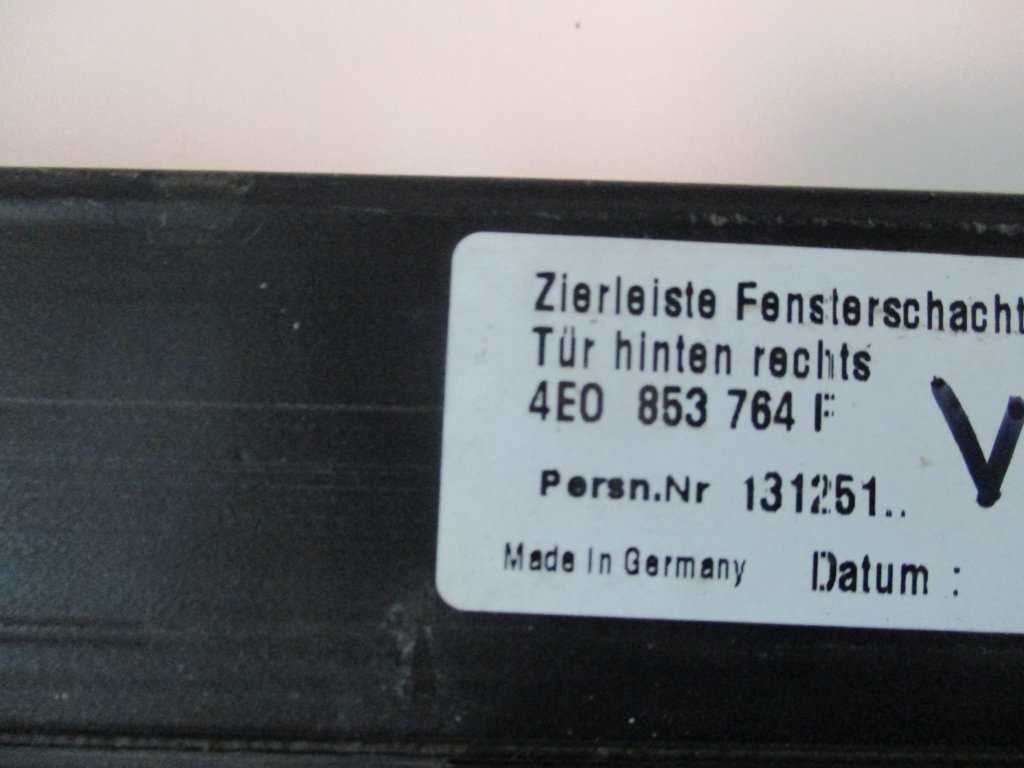 Zierleiste Fensterschacht
Tür hinten rechts
4E0 853 764 F
V
Persn.Nr 131251..
Made In Germany Datum :